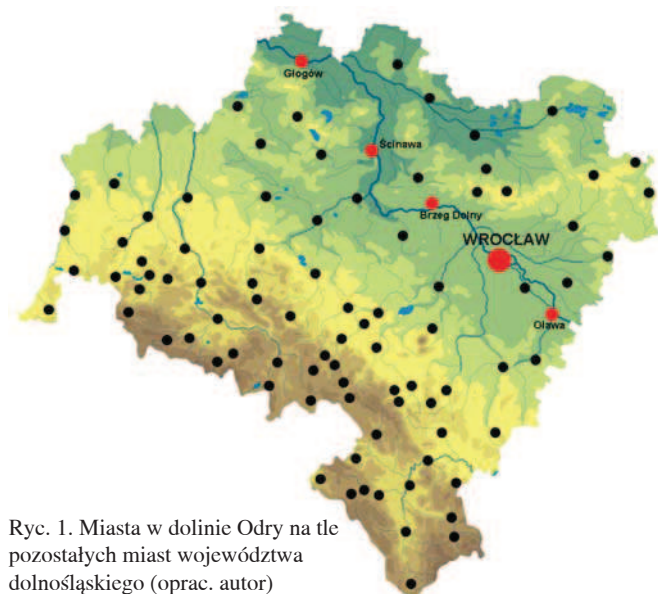 Głogów
Ścinawa
Brzeg Dolny
WROCŁAW
Oława
Ryc. 1. Miasta w dolinie Odry na tle
pozostałych miast województwa
dolnośląskiego (oprac. autor)